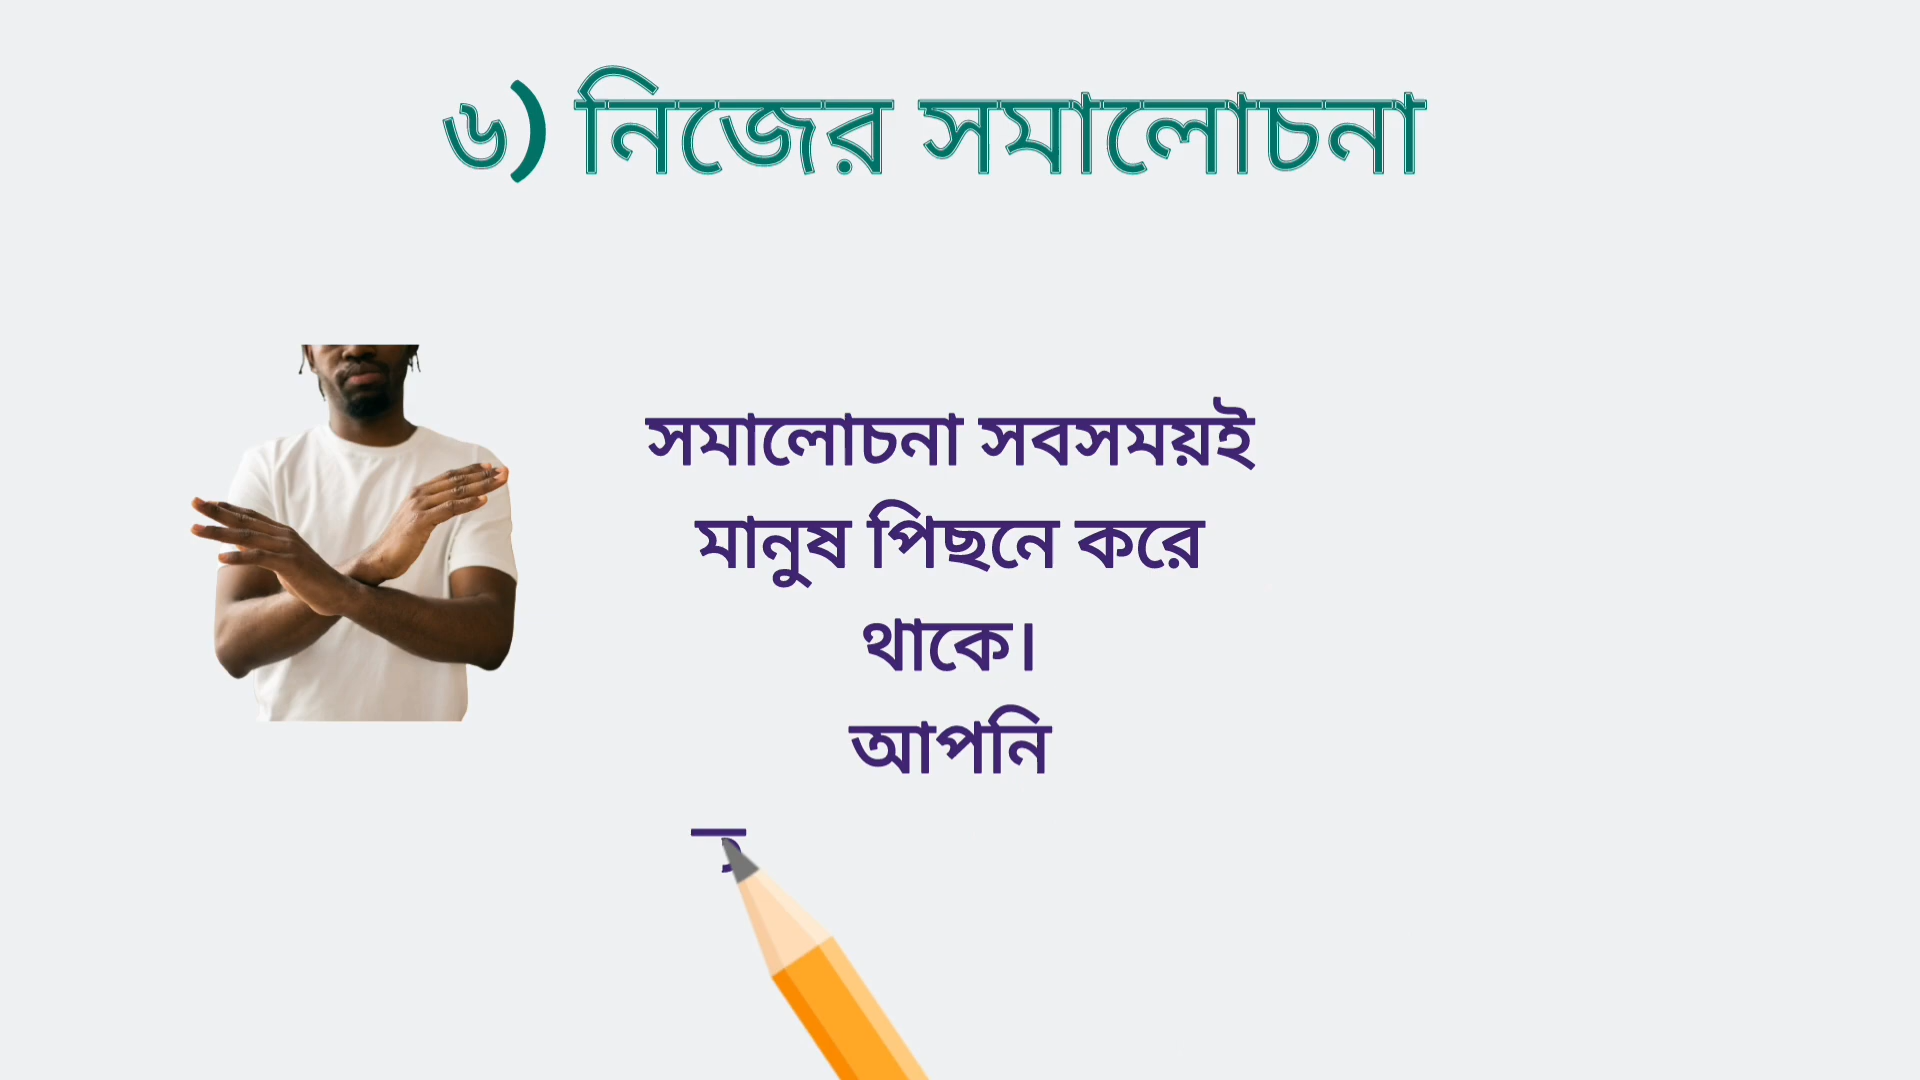 ৬) নিজের সমালোচনা
সমালোচনা সবসময়ই
মানুষ পিছনে করে
থাকে।
আপনি